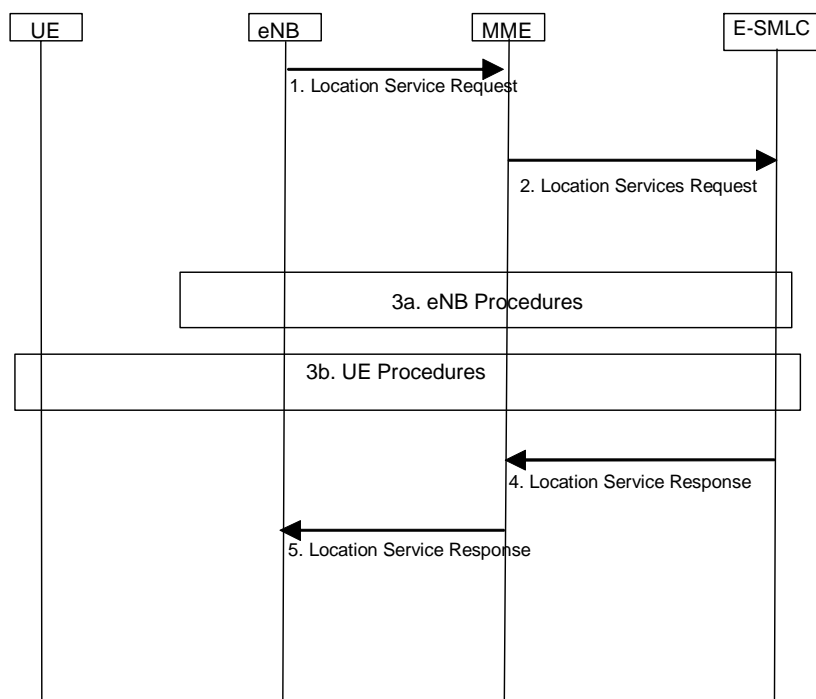 UE
eNB
MME
E-SMLC
1. Location Service Request
2. Location Services Request
3a. eNB Procedures
3b. UE Procedures
4. Location Service Response
5. Location Service Response